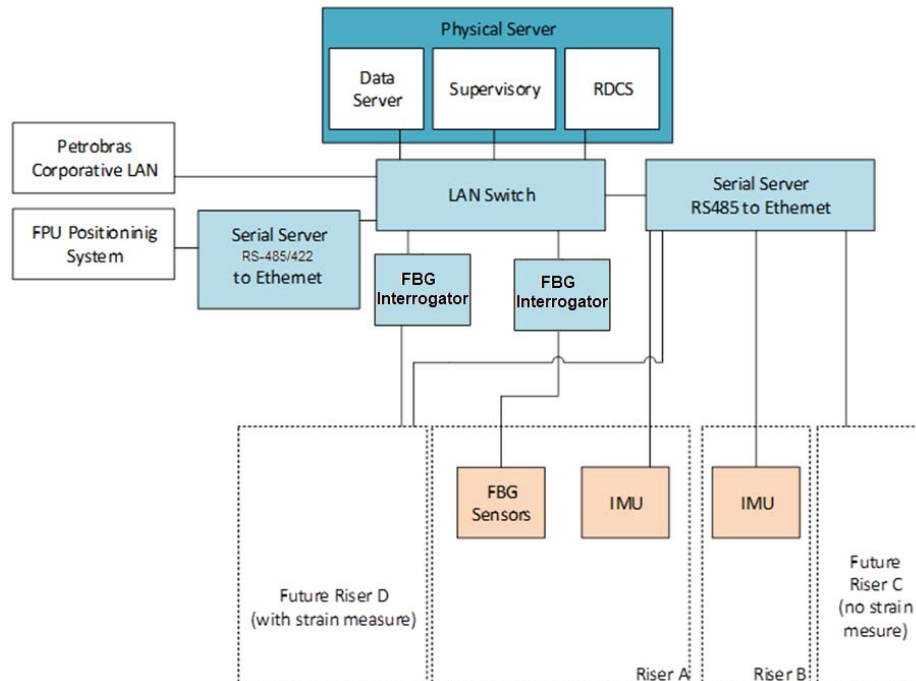 Physical Server
Data
Server
Supervisory
RDCS
Petrobras
Corporative LAN
LAN Switch
Serial Server
RS485 to Ethernet
FPU Positioninig
System
Serial Server
RS-485/422
to Ethernet
FBG
Interrogator
FBG
Interrogator
FBG
Sensors
IMU
IMU
Future Riser D
(with strain measure)
Future
Riser C
(no strain
mesure)
Riser A
Riser B